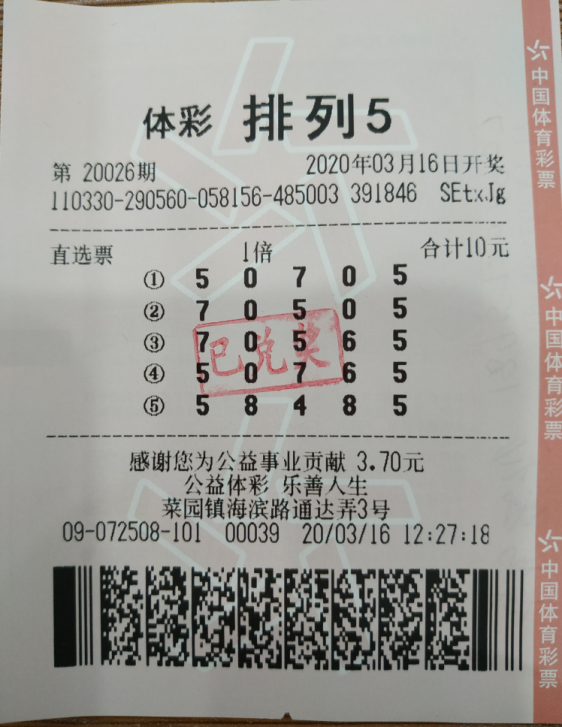 体彩 排列5
第 20026期 2020年03月16日开奖
110330-290560-058156-485003 391846 SEtxJg
直选票 1倍 合计10元
① 5 0 7 0 5
② 7 0 5 0 5
③ 7 0 5 6 5
④ 5 0 7 6 5
⑤ 5 8 4 8 5
已兑奖
感谢您为公益事业贡献 3.70元
公益体彩 乐善人生
菜园镇海滨路通达弄3号
09-072508-101 00039 20/03/16 12:27:18
中国体育彩票
中国体育彩票
中国体育彩票